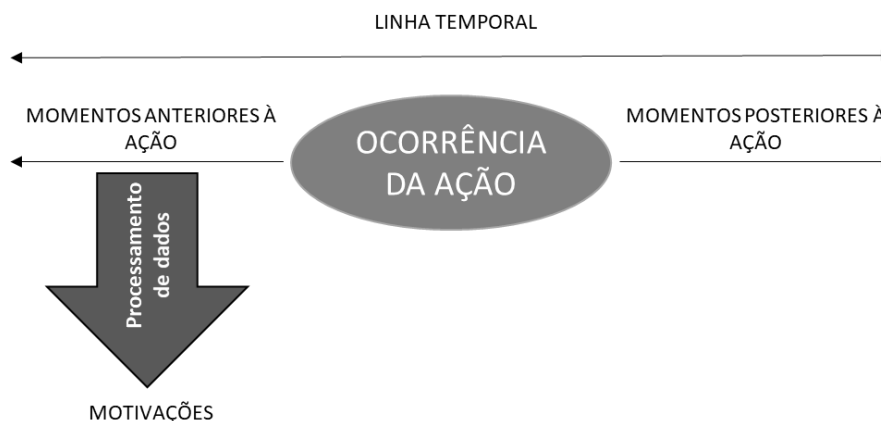 LINHA TEMPORAL
MOMENTOS ANTERIORES À
AÇÃO
OCORRÊNCIA
DA AÇÃO
MOMENTOS POSTERIORES À
AÇÃO
Processamento
de dados
MOTIVAÇÕES